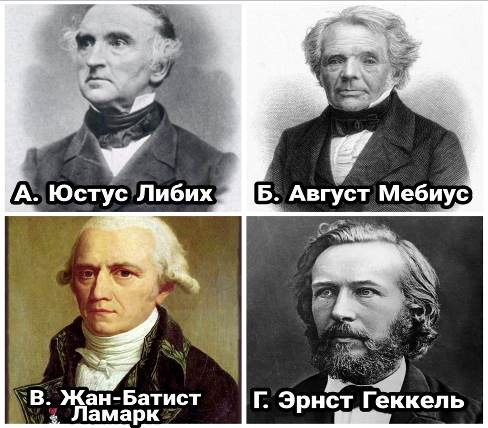 А. Юстус Либих
Б. Август Мебиус
В. Жан-Батист
Ламарк
Г. Эрнст Геккель